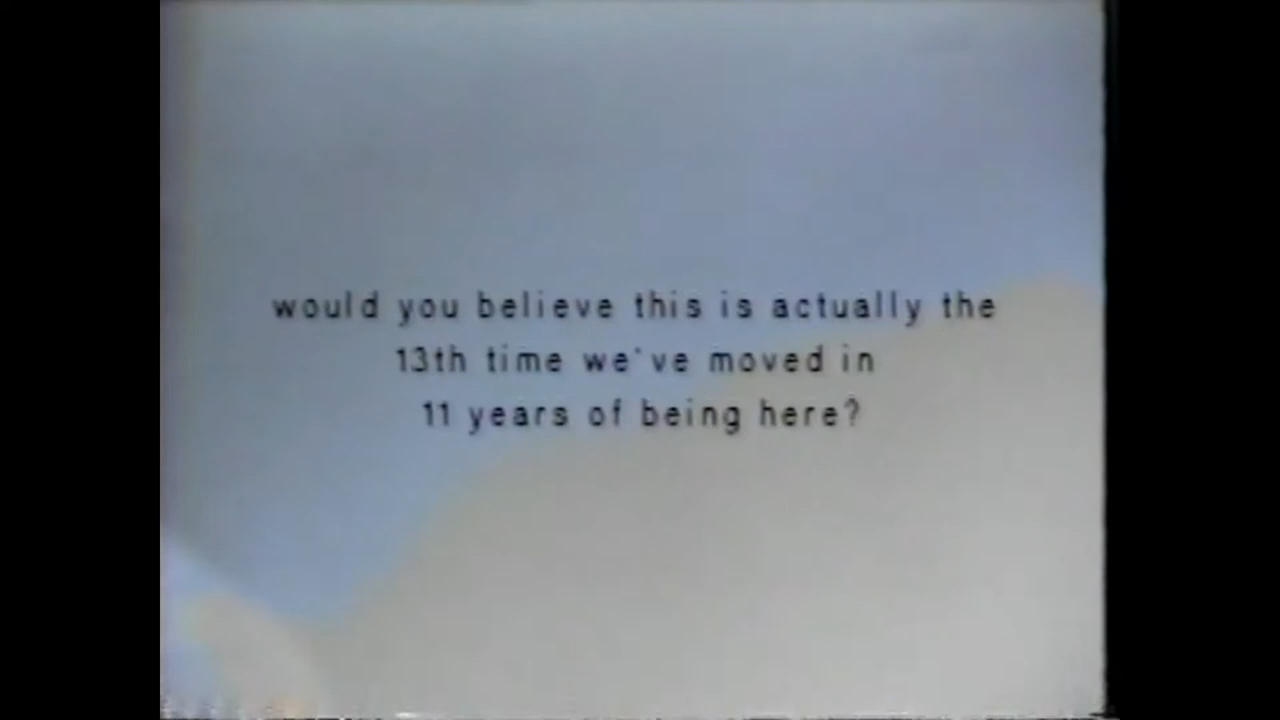 would you believe this is actually the
13th time we've moved in
11 years of being here?